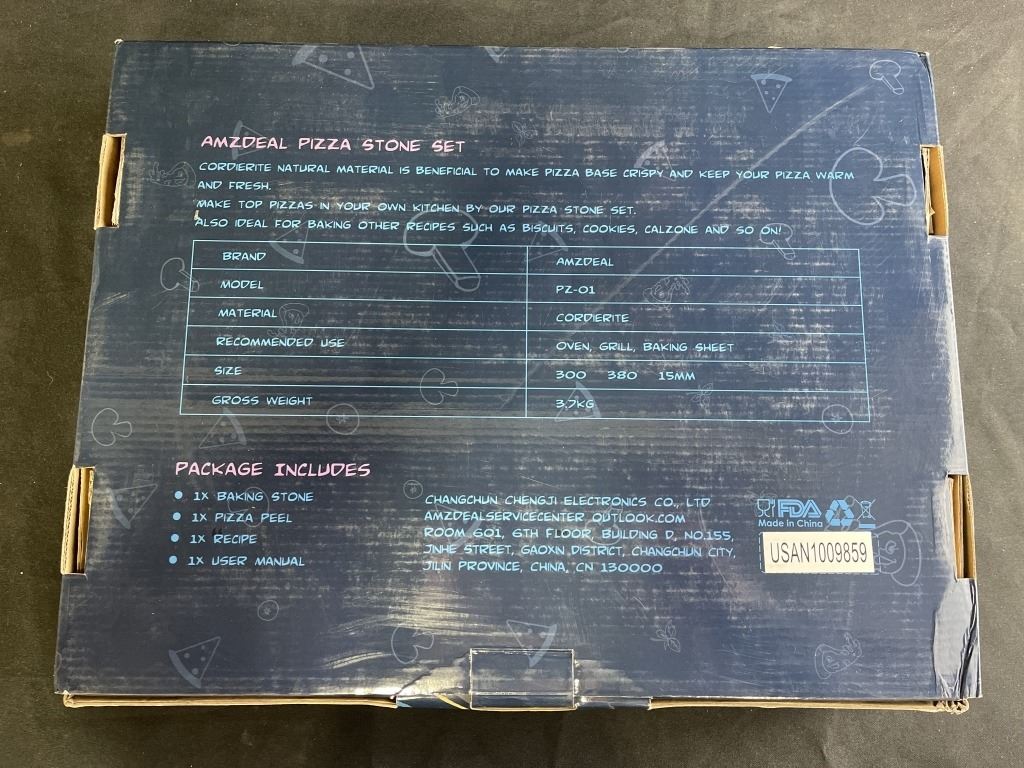 AMZDEAL PIZZA STONE SET
CORDIERITE NATURAL MATERIAL IS BENEFICIAL TO MAKE PIZZA BASE CRISPY AND KEEP YOUR PIZZA WARM
AND FRESH.
MAKE TOP PIZZAS IN YOUR OWN KITCHEN BY OUR PIZZA STONE SET.
ALSO IDEAL FOR BAKING OTHER RECIPES SUCH AS BISCUITS, COOKIES, CALZONE AND SO ON!
BRAND AMZDEAL
MODEL PZ-01
MATERIAL CORDIERITE
RECOMMENDED USE OVEN, GRILL, BAKING SHEET
SIZE 300 380 15MM
GROSS WEIGHT 3.7KG
PACKAGE INCLUDES
1X BAKING STONE
1X PIZZA PEEL
1X RECIPE
1X USER MANUAL
CHANGCHUN CHENGJI ELECTRONICS CO., LTD
AMZDEALSERVICECENTER OUTLOOK.COM
ROOM 601, 6TH FLOOR, BUILDING D, NO.155,
JINHE STREET, GAOXN DISTRICT, CHANGCHUN CITY,
JILIN PROVINCE, CHINA, CN 130000
FDA
Made in China
USAN1009859